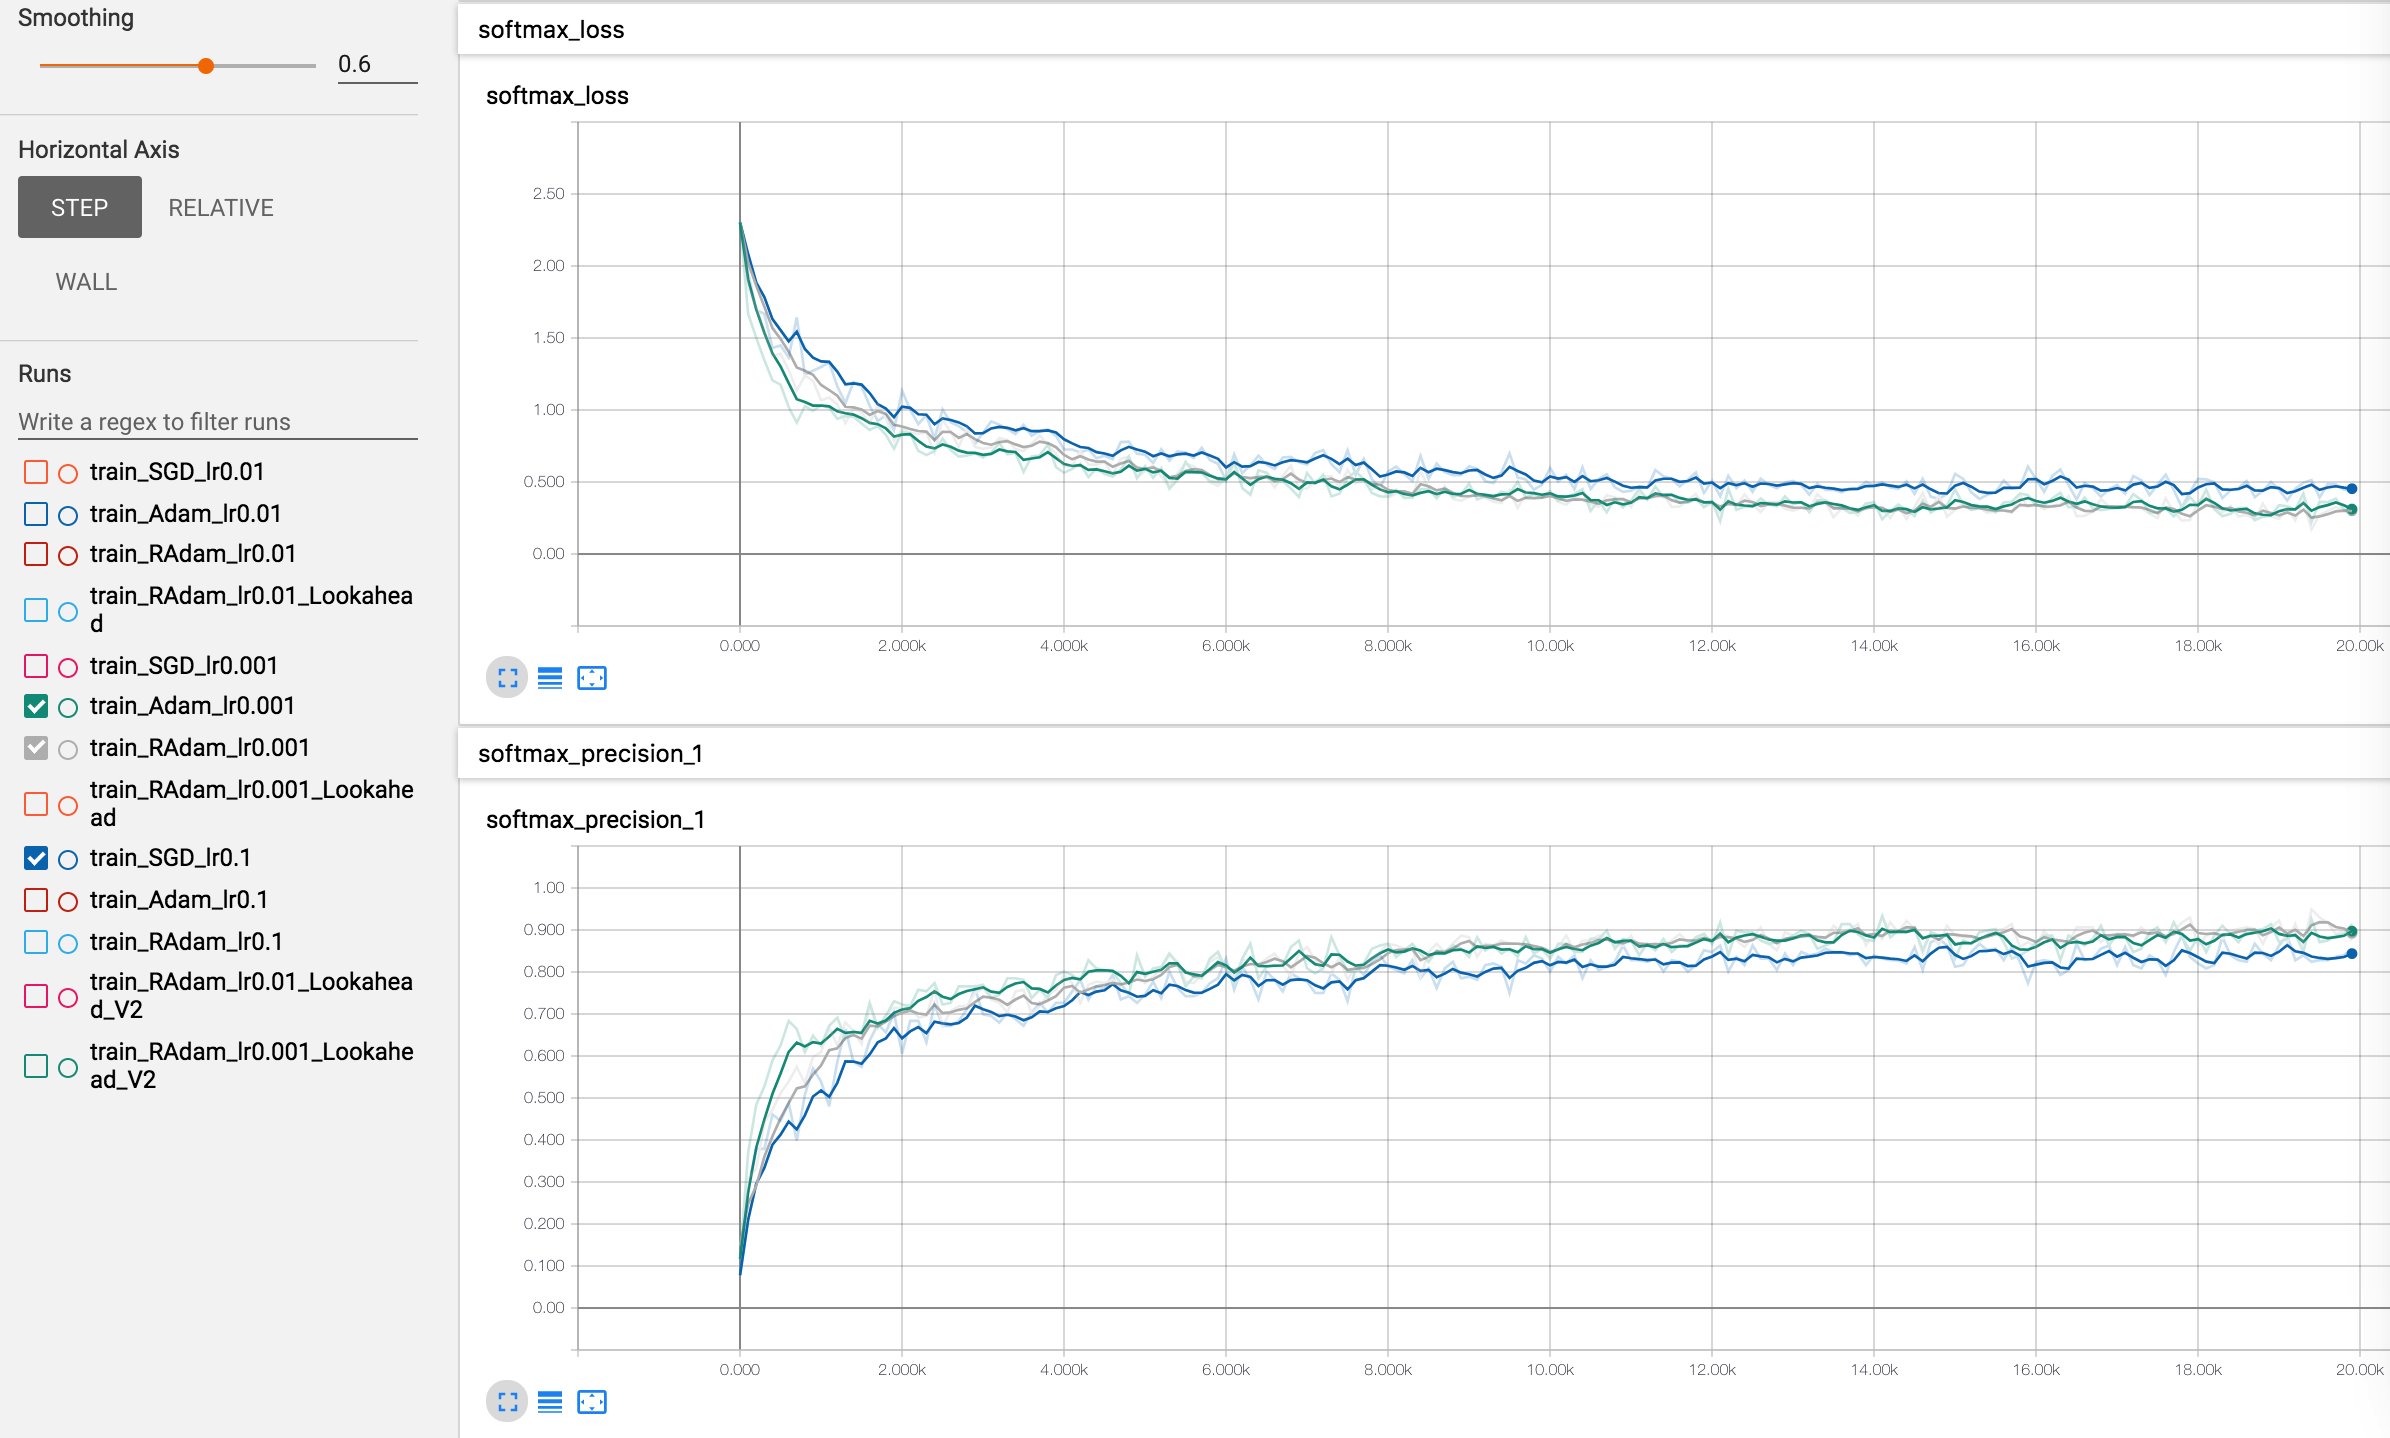 Smoothing
0.6
Horizontal Axis
STEP RELATIVE
WALL
Runs
Write a regex to filter runs
train_SGD_lr0.01
train_Adam_lr0.01
train_RAdam_lr0.01
train_RAdam_lr0.01_Lookahea
d
train_SGD_lr0.001
train_Adam_lr0.001
train_RAdam_lr0.001
train_RAdam_lr0.001_Lookahe
ad
train_SGD_lr0.1
train_Adam_lr0.1
train_RAdam_lr0.1
train_RAdam_lr0.01_Lookahea
d_V2
train_RAdam_lr0.001_Lookahe
ad_V2
softmax_loss
softmax_loss
2.50
2.00
1.50
1.00
0.500
0.00
0.000 2.000k 4.000k 6.000k 8.000k 10.00k 12.00k 14.00k 16.00k 18.00k 20.00k
softmax_precision_1
softmax_precision_1
1.00
0.900
0.800
0.700
0.600
0.500
0.400
0.300
0.200
0.100
0.00
0.000 2.000k 4.000k 6.000k 8.000k 10.00k 12.00k 14.00k 16.00k 18.00k 20.00k